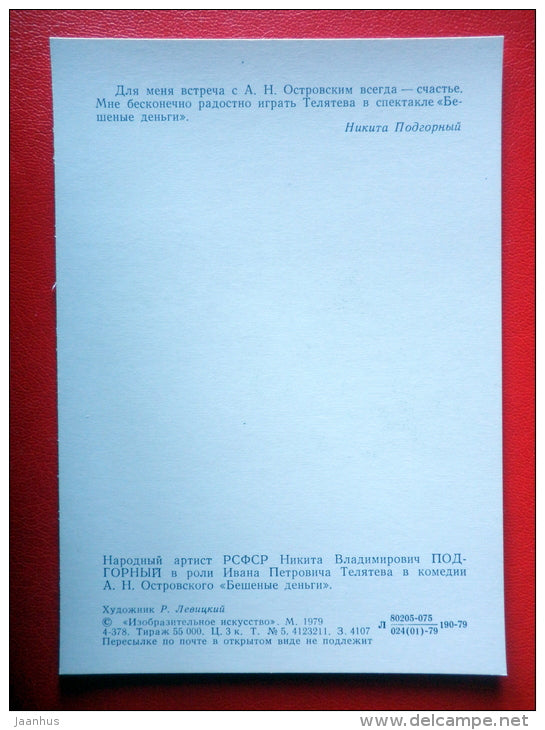 Для меня встреча с А. Н. Островским всегда — счастье.
Мне бесконечно радостно играть Телятева в спектакле «Бе-
шеные деньги».
Никита Подгорный
Народный артист РСФСР Никита Владимирович ПОД-
ГОРНЫЙ в роли Ивана Петровича Телятева в комедии
А. Н. Островского «Бешеные деньги».
Художник Р. Левицкий
© «Изобразительное искусство». М. 1979
4-378. Тираж 55 000. Ц. 3 к. Т. № 5. 4123211. З. 4107
Пересылке по почте в открытом виде не подлежит
Л 80205-075 190-79
024(01)-79
jaanhus
www.delcampe.net